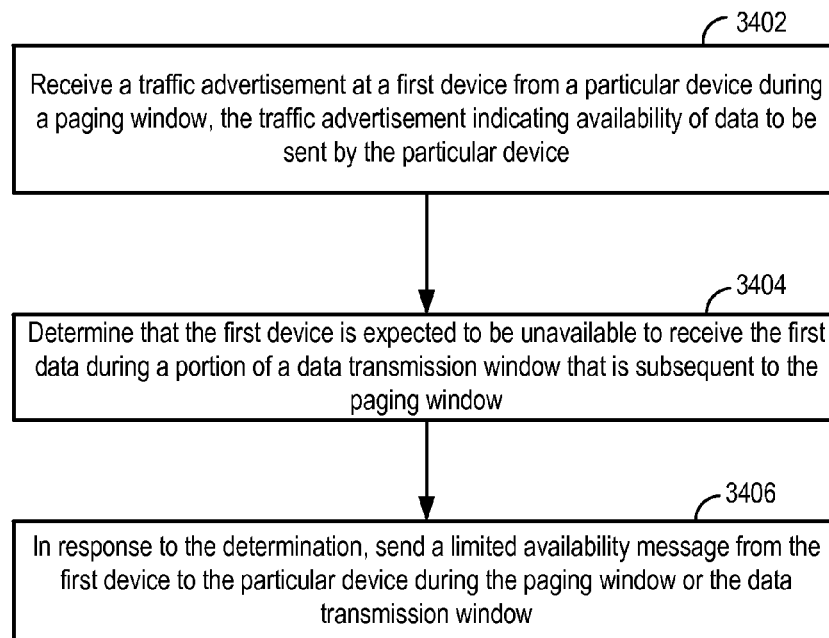 3402
Receive a traffic advertisement at a first device from a particular device during
a paging window, the traffic advertisement indicating availability of data to be
sent by the particular device
3404
Determine that the first device is expected to be unavailable to receive the first
data during a portion of a data transmission window that is subsequent to the
paging window
3406
In response to the determination, send a limited availability message from the
first device to the particular device during the paging window or the data
transmission window